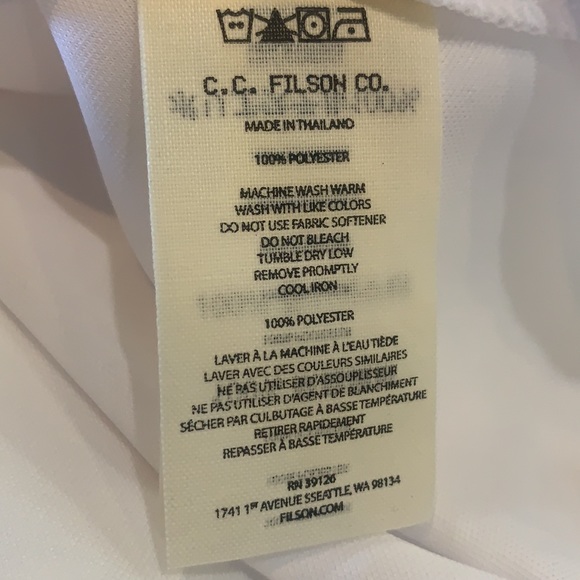 C.C. FILSON CO.
MADE IN THAILAND
100% POLYESTER
MACHINE WASH WARM
WASH WITH LIKE COLORS
DO NOT USE FABRIC SOFTENER
DO NOT BLEACH
TUMBLE DRY LOW
REMOVE PROMPTLY
COOL IRON
100% POLYESTER
LAVER À LA MACHINE À L'EAU TIÈDE
LAVER AVEC DES COULEURS SIMILAIRES
NE PAS UTILISER D'ASSOUPLISSEUR
NE PAS UTILISER D'AGENT DE BLANCHIMENT
SÉCHER PAR CULBUTAGE À BASSE TEMPÉRATURE
RETIRER RAPIDEMENT
REPASSER À BASSE TEMPÉRATURE
RN 39126
1741 1ST AVENUE SSEATTLE, WA 98134
FILSON.COM